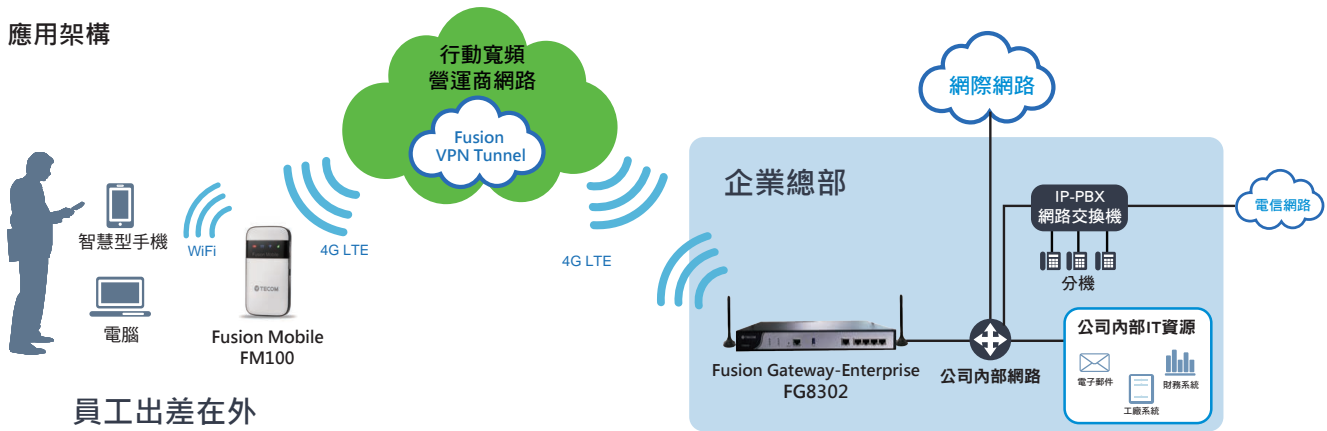 應用架構
行動寬頻
營運商網路
Fusion
VPN Tunnel
網際網路
企業總部
IP-PBX
網路交換機
電信網路
分機
智慧型手機
WiFi
4G LTE
4G LTE
TECOM
電腦
Fusion Mobile
FM100
Fusion Gateway-Enterprise
FG8302
公司內部網路
公司內部IT資源
電子郵件
財務系統
工廠系統
員工出差在外